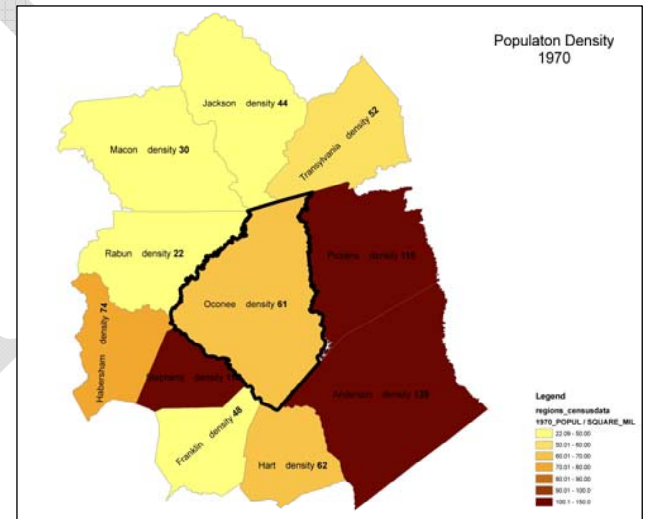 Populaton Density
1970
Jackson density 44
Transylvania density 52
Macon density 30
Rabun density 22
Pickens density
Oconee density 61
Habersham density 74
Stephens density
Anderson density
Franklin density 48
Hart density 62
Legend
regions_censusdata
1970_POPUL / SQUARE_MIL
22.09 - 50.00
50.01 - 60.00
60.01 - 70.00
70.01 - 80.00
80.01 - 90.00
90.01 - 100.0
100.1 - 150.0